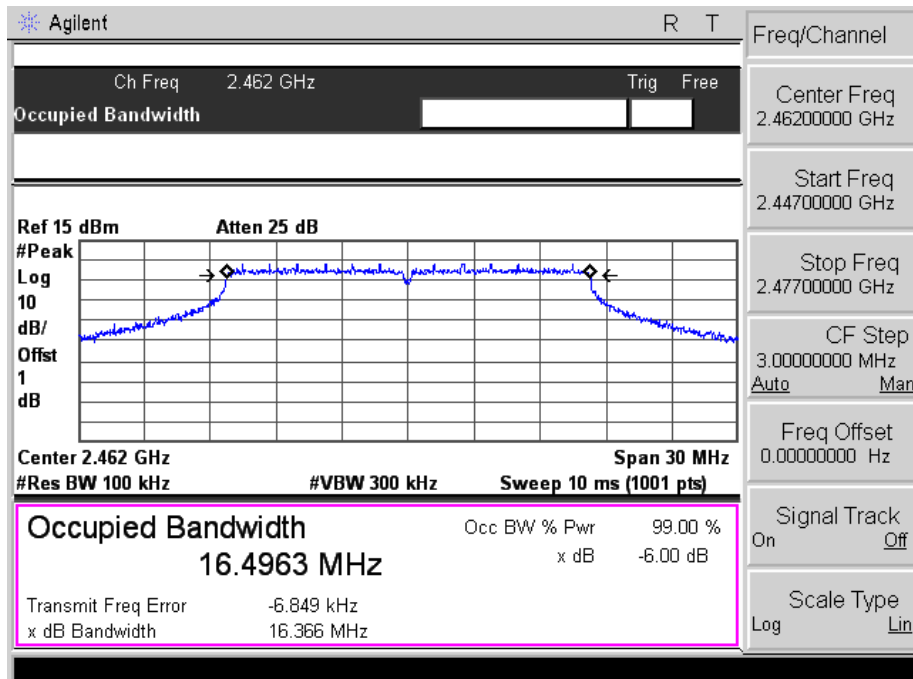 Agilent R T
Ch Freq 2.462 GHz Trig Free
Occupied Bandwidth
Ref 15 dBm Atten 25 dB
#Peak
Log
10
dB/
Offst
1
dB
Center 2.462 GHz Span 30 MHz
#Res BW 100 kHz #VBW 300 kHz Sweep 10 ms (1001 pts)
Occupied Bandwidth Occ BW % Pwr 99.00 %
16.4963 MHz x dB -6.00 dB
Transmit Freq Error -6.849 kHz
x dB Bandwidth 16.366 MHz
Freq/Channel
Center Freq
2.46200000 GHz
Start Freq
2.44700000 GHz
Stop Freq
2.47700000 GHz
CF Step
3.00000000 MHz
Auto Man
Freq Offset
0.00000000 Hz
Signal Track
On Off
Scale Type
Log Lin